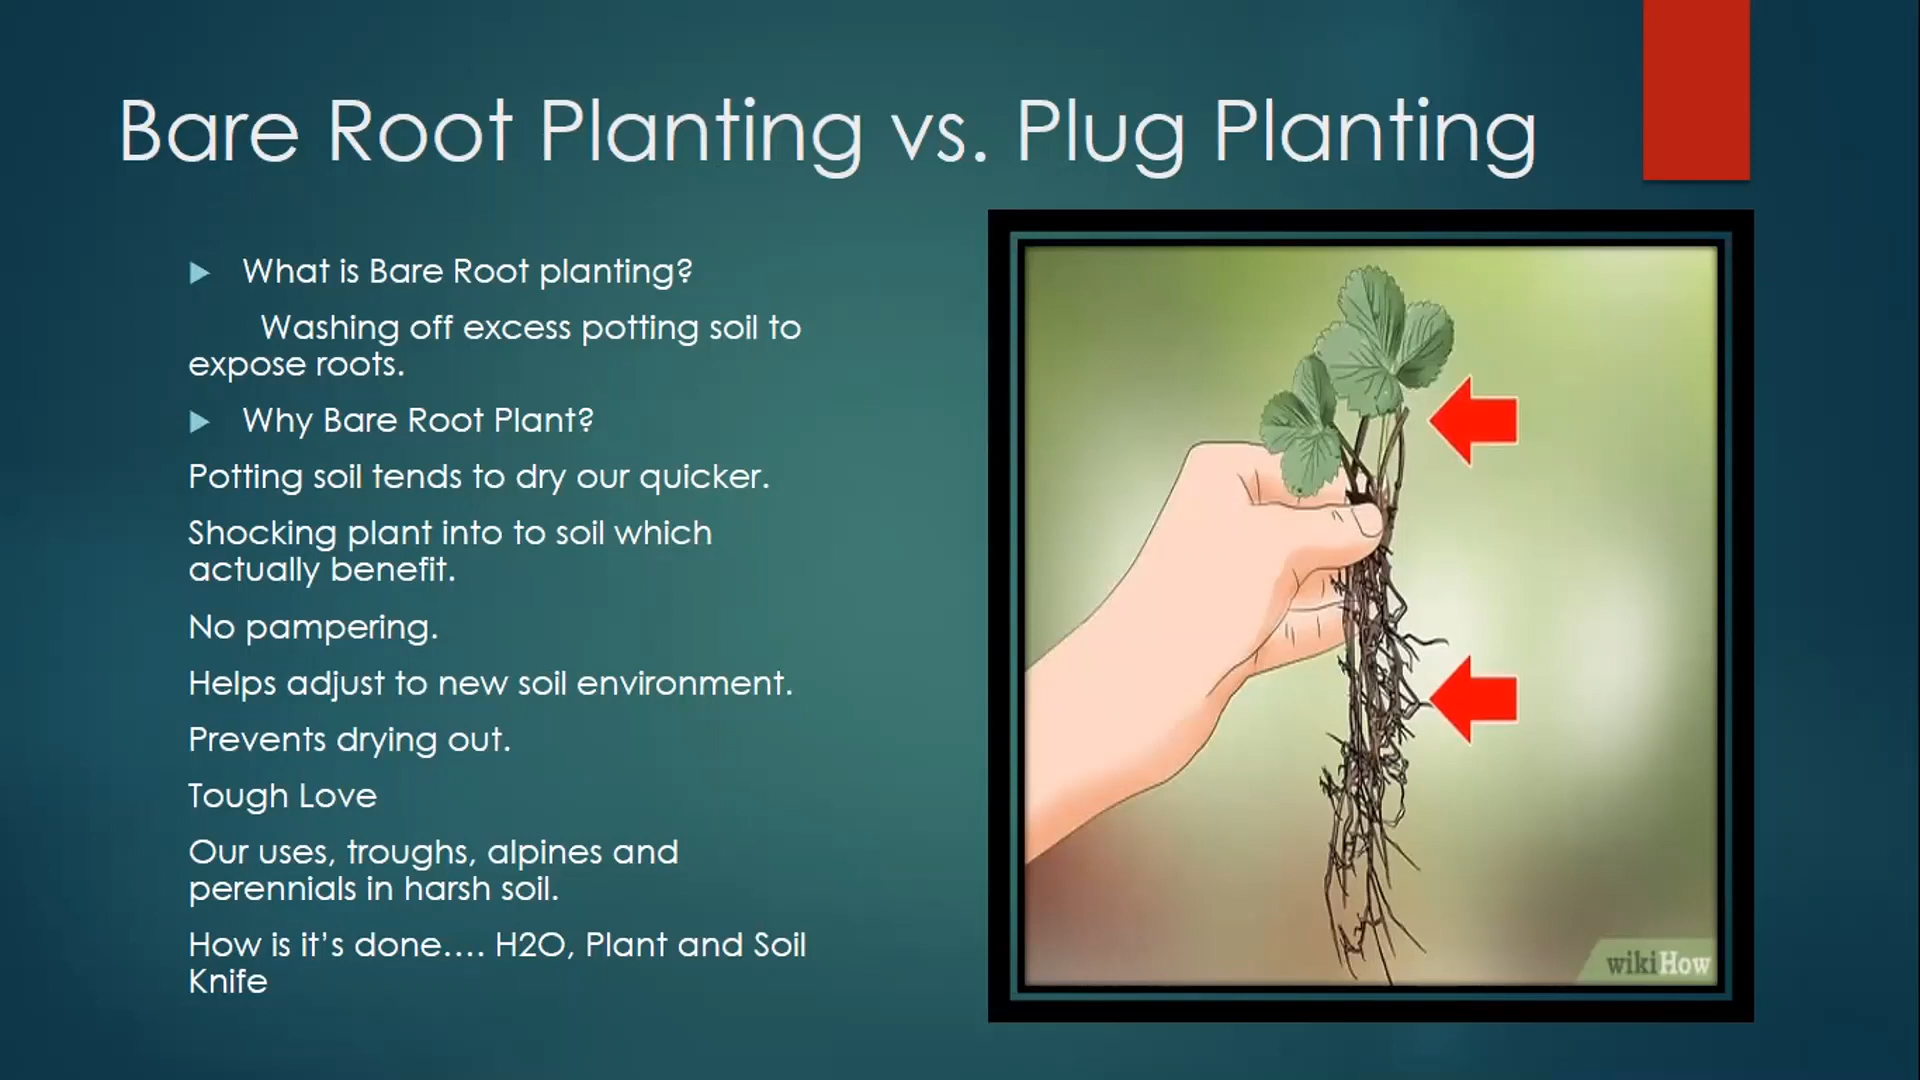 Bare Root Planting vs. Plug Planting
What is Bare Root planting?
Washing off excess potting soil to
expose roots.
Why Bare Root Plant?
Potting soil tends to dry our quicker.
Shocking plant into to soil which
actually benefit.
No pampering.
Helps adjust to new soil environment.
Prevents drying out.
Tough Love
Our uses, troughs, alpines and
perennials in harsh soil.
How is it’s done…. H2O, Plant and Soil
Knife
wikiHow